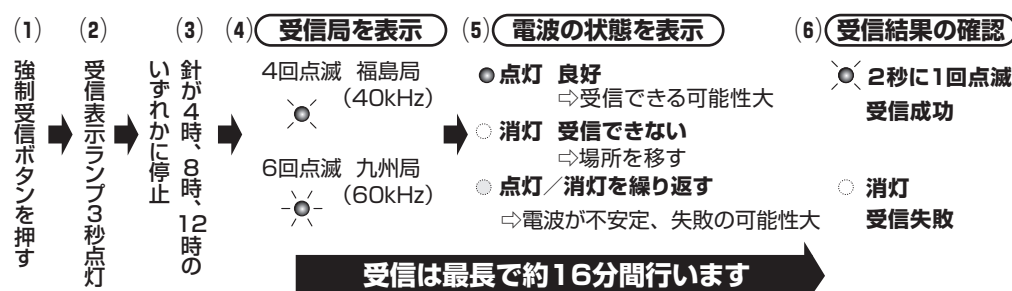 (1)
強制受信ボタンを押す
(2)
受信表示ランプ3秒点灯
(3)
針が4時、8時、12時の
いずれかに停止
(4) 受信局を表示
4回点滅 福島局
(40kHz)
6回点滅 九州局
(60kHz)
(5) 電波の状態を表示
点灯 良好
⇨受信できる可能性大
消灯 受信できない
⇨場所を移す
点灯／消灯を繰り返す
⇨電波が不安定、失敗の可能性大
(6) 受信結果の確認
2秒に1回点滅
受信成功
消灯
受信失敗
受信は最長で約16分間行います